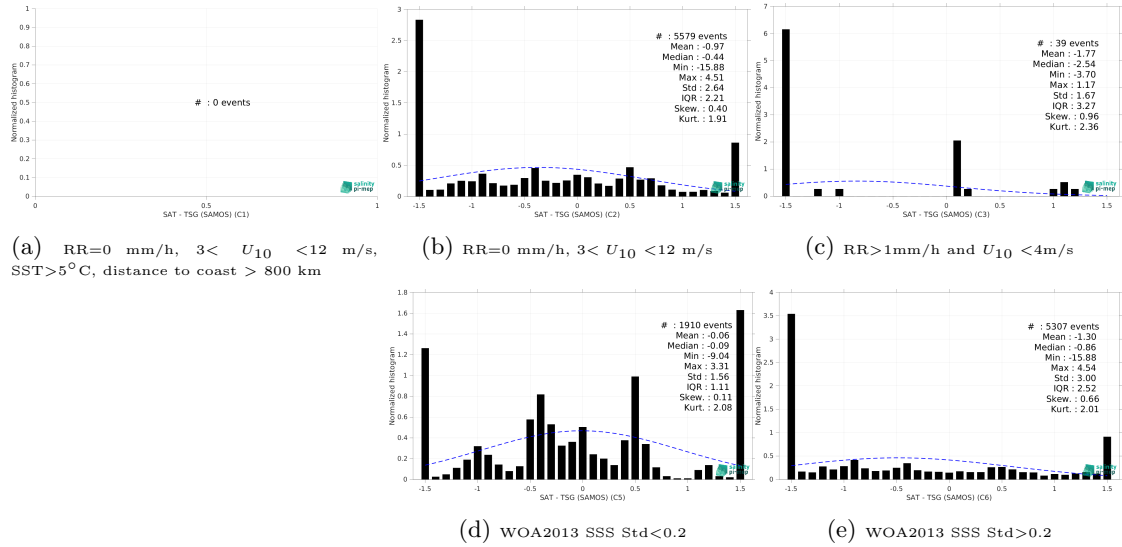 1
0.9
0.8
0.7
0.6
0.5
0.4
0.3
0.2
0.1
0
Normalized histogram
# : 0 events
salinity
pi-mep
0
1
SAT - TSG (SAMOS) (C1)
(a) RR=0 mm/h, 3< U10 <12 m/s,
SST>5°C, distance to coast > 800 km
3
2.5
2
1.5
1
0.5
0
Normalized histogram
# : 5579 events
Mean : -0.97
Median : -0.44
Min : -15.88
Max : 4.51
Std : 2.64
IQR : 2.21
Skew. : 0.40
Kurt. : 1.91
salinity
pi-mep
-1.5
-1
-0.5
0
0.5
1
1.5
SAT - TSG (SAMOS) (C2)
(b) RR=0 mm/h, 3< U10 <12 m/s
7
6
5
4
3
2
1
0
Normalized histogram
# : 39 events
Mean : -1.77
Median : -2.54
Min : -3.70
Max : 1.17
Std : 1.67
IQR : 3.27
Skew. : 0.96
Kurt. : 2.36
salinity
pi-mep
-1.5
-1
-0.5
0
0.5
1
1.5
SAT - TSG (SAMOS) (C3)
(c) RR>1mm/h and U10 <4m/s
1.8
1.6
1.4
1.2
1
0.8
0.6
0.4
0.2
0
Normalized histogram
# : 1910 events
Mean : -0.06
Median : -0.09
Min : -9.04
Max : 3.31
Std : 1.56
IQR : 1.11
Skew. : 0.11
Kurt. : 2.08
salinity
pi-mep
-1.5
-1
-0.5
0
0.5
1
1.5
SAT - TSG (SAMOS) (C5)
(d) WOA2013 SSS Std<0.2
4
3.5
3
2.5
2
1.5
1
0.5
0
Normalized histogram
# : 5307 events
Mean : -1.30
Median : -0.86
Min : -15.88
Max : 4.54
Std : 3.00
IQR : 2.52
Skew. : 0.66
Kurt. : 2.01
salinity
pi-mep
-1.5
-1
-0.5
0
0.5
1
1.5
SAT - TSG (SAMOS) (C6)
(e) WOA2013 SSS Std>0.2